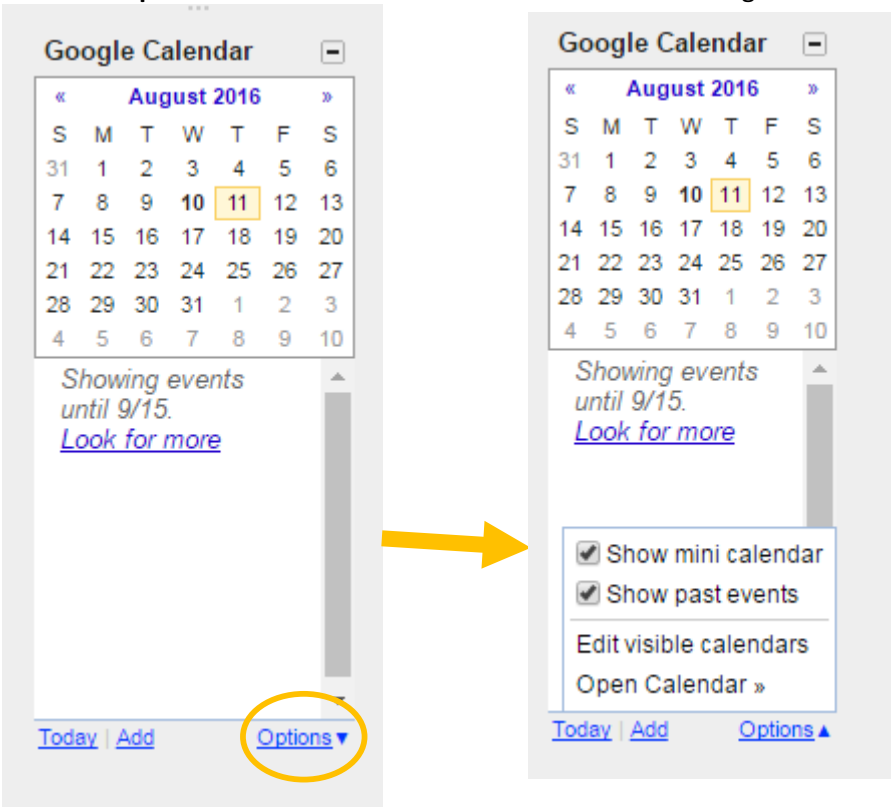 Google Calendar
« August 2016 »
S M T W T F S
31 1 2 3 4 5 6
7 8 9 10 11 12 13
14 15 16 17 18 19 20
21 22 23 24 25 26 27
28 29 30 31 1 2 3
4 5 6 7 8 9 10
Showing events
until 9/15.
Look for more
Today | Add Options ▼
Google Calendar
« August 2016 »
S M T W T F S
31 1 2 3 4 5 6
7 8 9 10 11 12 13
14 15 16 17 18 19 20
21 22 23 24 25 26 27
28 29 30 31 1 2 3
4 5 6 7 8 9 10
Showing events
until 9/15.
Look for more
Show mini calendar
Show past events
Edit visible calendars
Open Calendar »
Today | Add Options ▲